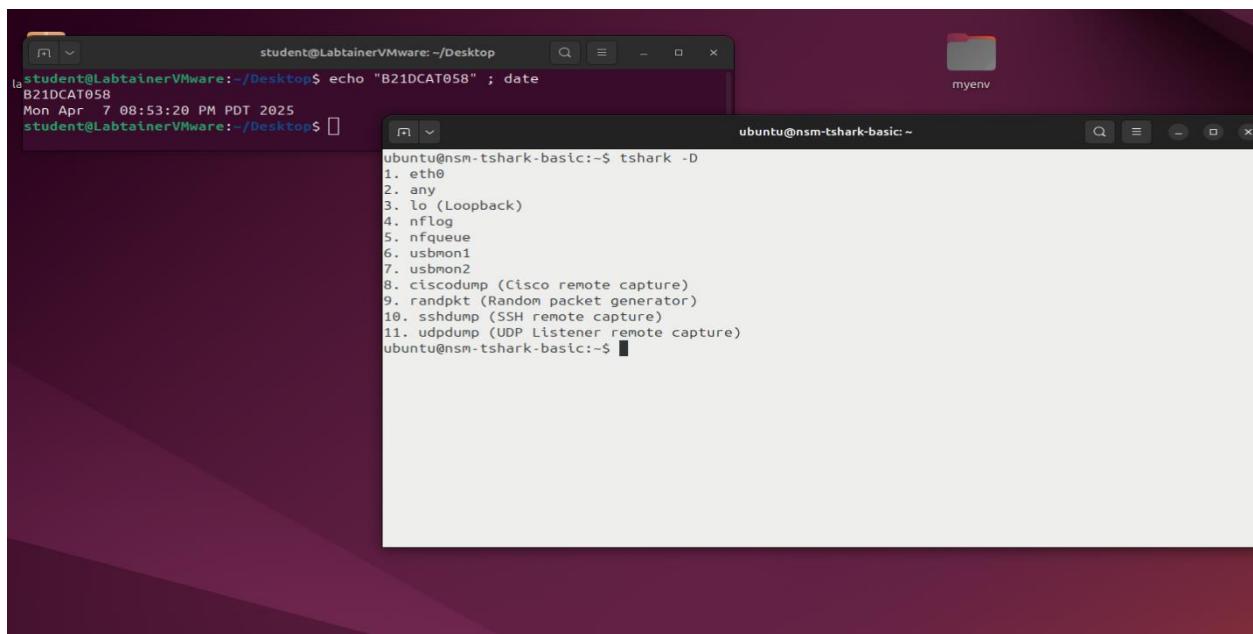 student@LabtainerVMware: ~/Desktop
student@LabtainerVMware:~/Desktop$ echo "B21DCAT058" ; date
B21DCAT058
Mon Apr  7 08:53:20 PM PDT 2025
student@LabtainerVMware:~/Desktop$
la
myenv
ubuntu@nsm-tshark-basic: ~
ubuntu@nsm-tshark-basic:~$ tshark -D
1. eth0
2. any
3. lo (Loopback)
4. nflog
5. nfqueue
6. usbmon1
7. usbmon2
8. ciscodump (Cisco remote capture)
9. randpkt (Random packet generator)
10. sshdump (SSH remote capture)
11. udpdump (UDP Listener remote capture)
ubuntu@nsm-tshark-basic:~$